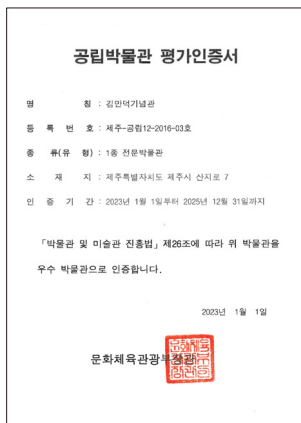 공립박물관 평가인증서
명 칭 : 김만덕기념관
등 록 번 호 : 제주-공립12-2016-03호
종 류(유 형) : 1종 전문박물관
소 재 지 : 제주특별자치도 제주시 산지로 7
인 증 기 간 : 2023년 1월 1일부터 2025년 12월 31일까지
「박물관 및 미술관 진흥법」 제26조에 따라 위 박물관을
우수 박물관으로 인증합니다.
2023년 1월 1일
문화체육관광부장관